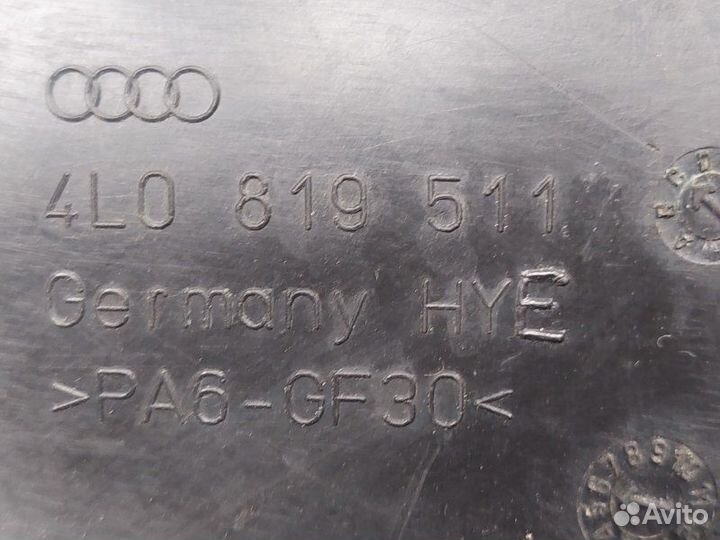 4L0 819 511
Germany HYE
>PA6-GF30<
Avito